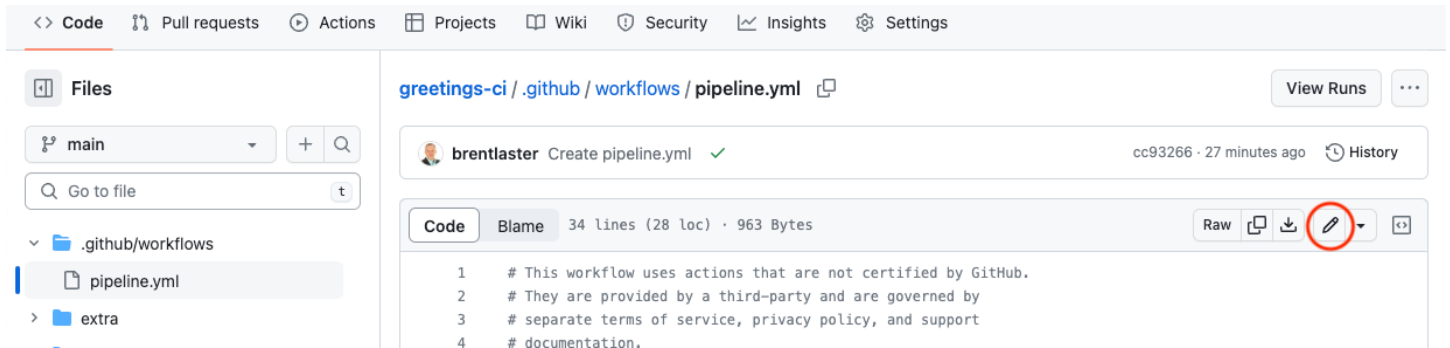 <> Code Pull requests Actions Projects Wiki Security Insights Settings
Files
greetings-ci / .github / workflows / pipeline.yml
View Runs
main
brentlaster Create pipeline.yml
cc93266 · 27 minutes ago
History
Go to file
t
Code Blame 34 lines (28 loc) · 963 Bytes
Raw
.github/workflows
pipeline.yml
extra
1 # This workflow uses actions that are not certified by GitHub.
2 # They are provided by a third-party and are governed by
3 # separate terms of service, privacy policy, and support
4 # documentation.